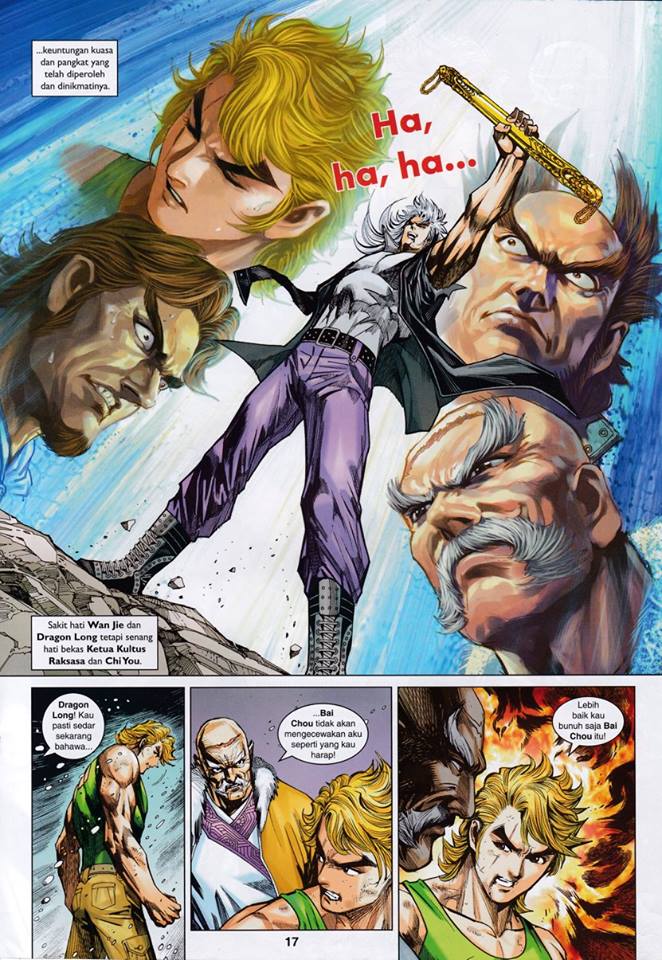 ...keuntungan kuasa
dan pangkat yang
telah diperoleh
dan dinikmatinya.
Ha,
ha, ha...
Sakit hati Wan Jie dan
Dragon Long tetapi senang
hati bekas Ketua Kultus
Raksasa dan Chi You.
Dragon
Long! Kau
pasti sedar
sekarang
bahawa...
...Bai
Chou tidak akan
mengecewakan aku
seperti yang kau
harap!
Lebih
baik kau
bunuh saja Bai
Chou itu!
17